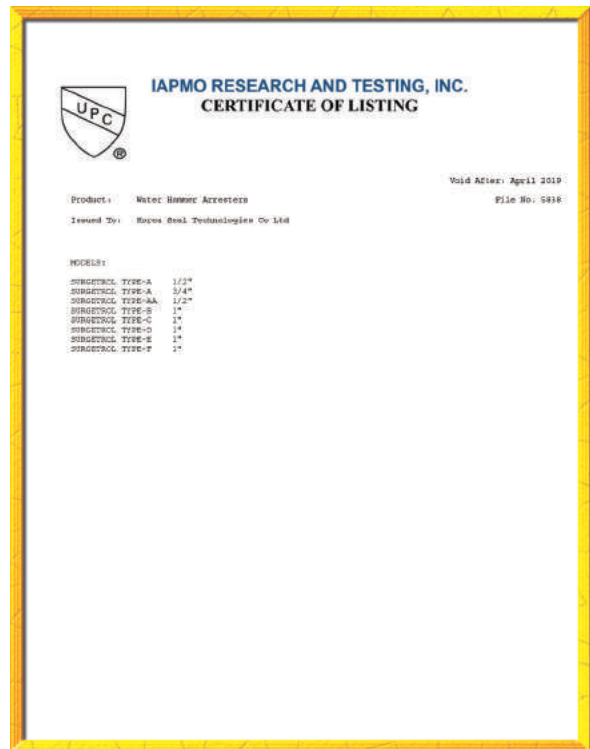 IAPMO RESEARCH AND TESTING, INC.
CERTIFICATE OF LISTING
UPC
®
Void After: April 2019
Product: Water Hammer Arresters
File No. 5838
Issued To: Korea Seal Technologies Co Ltd
MODELS:
SURGETROL TYPE-A 1/2"
SURGETROL TYPE-A 3/4"
SURGETROL TYPE-AA 1/2"
SURGETROL TYPE-B 1"
SURGETROL TYPE-C 1"
SURGETROL TYPE-D 1"
SURGETROL TYPE-E 1"
SURGETROL TYPE-F 1"